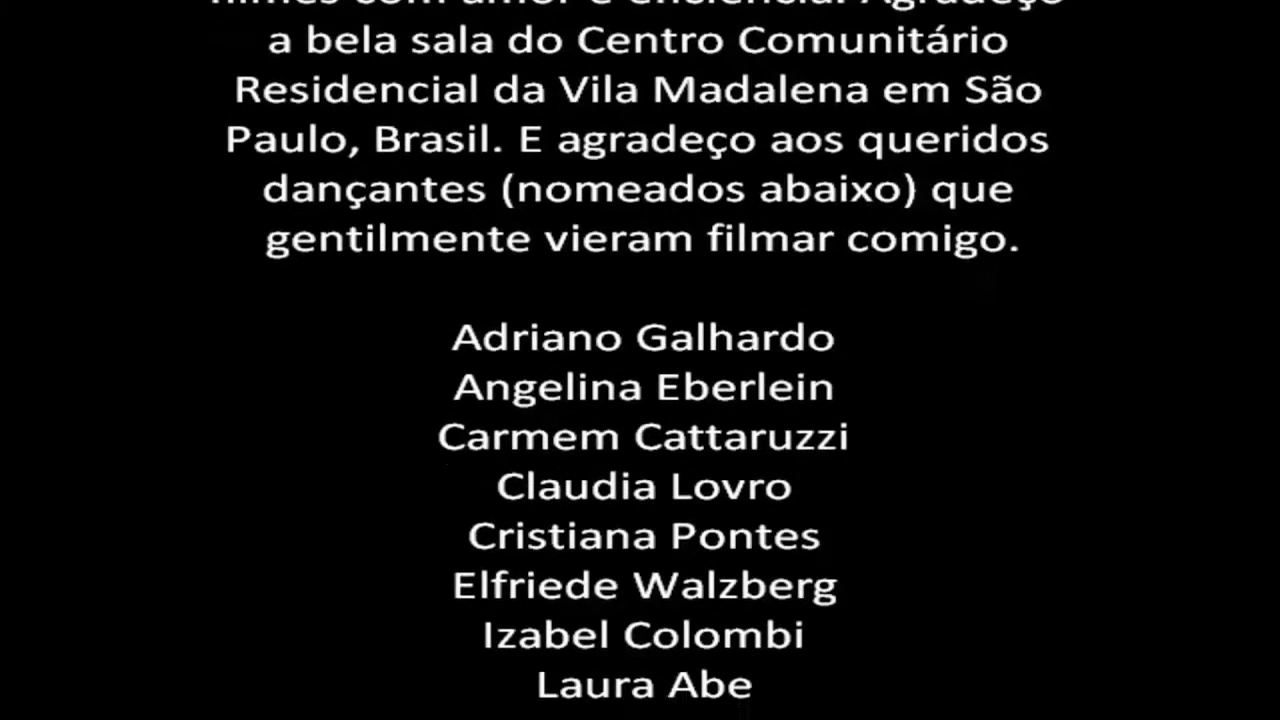 filmes com amor e eficiência. Agradeço
a bela sala do Centro Comunitário
Residencial da Vila Madalena em São
Paulo, Brasil. E agradeço aos queridos
dançantes (nomeados abaixo) que
gentilmente vieram filmar comigo.
Adriano Galhardo
Angelina Eberlein
Carmem Cattaruzzi
Claudia Lovro
Cristiana Pontes
Elfriede Walzberg
Izabel Colombi
Laura Abe